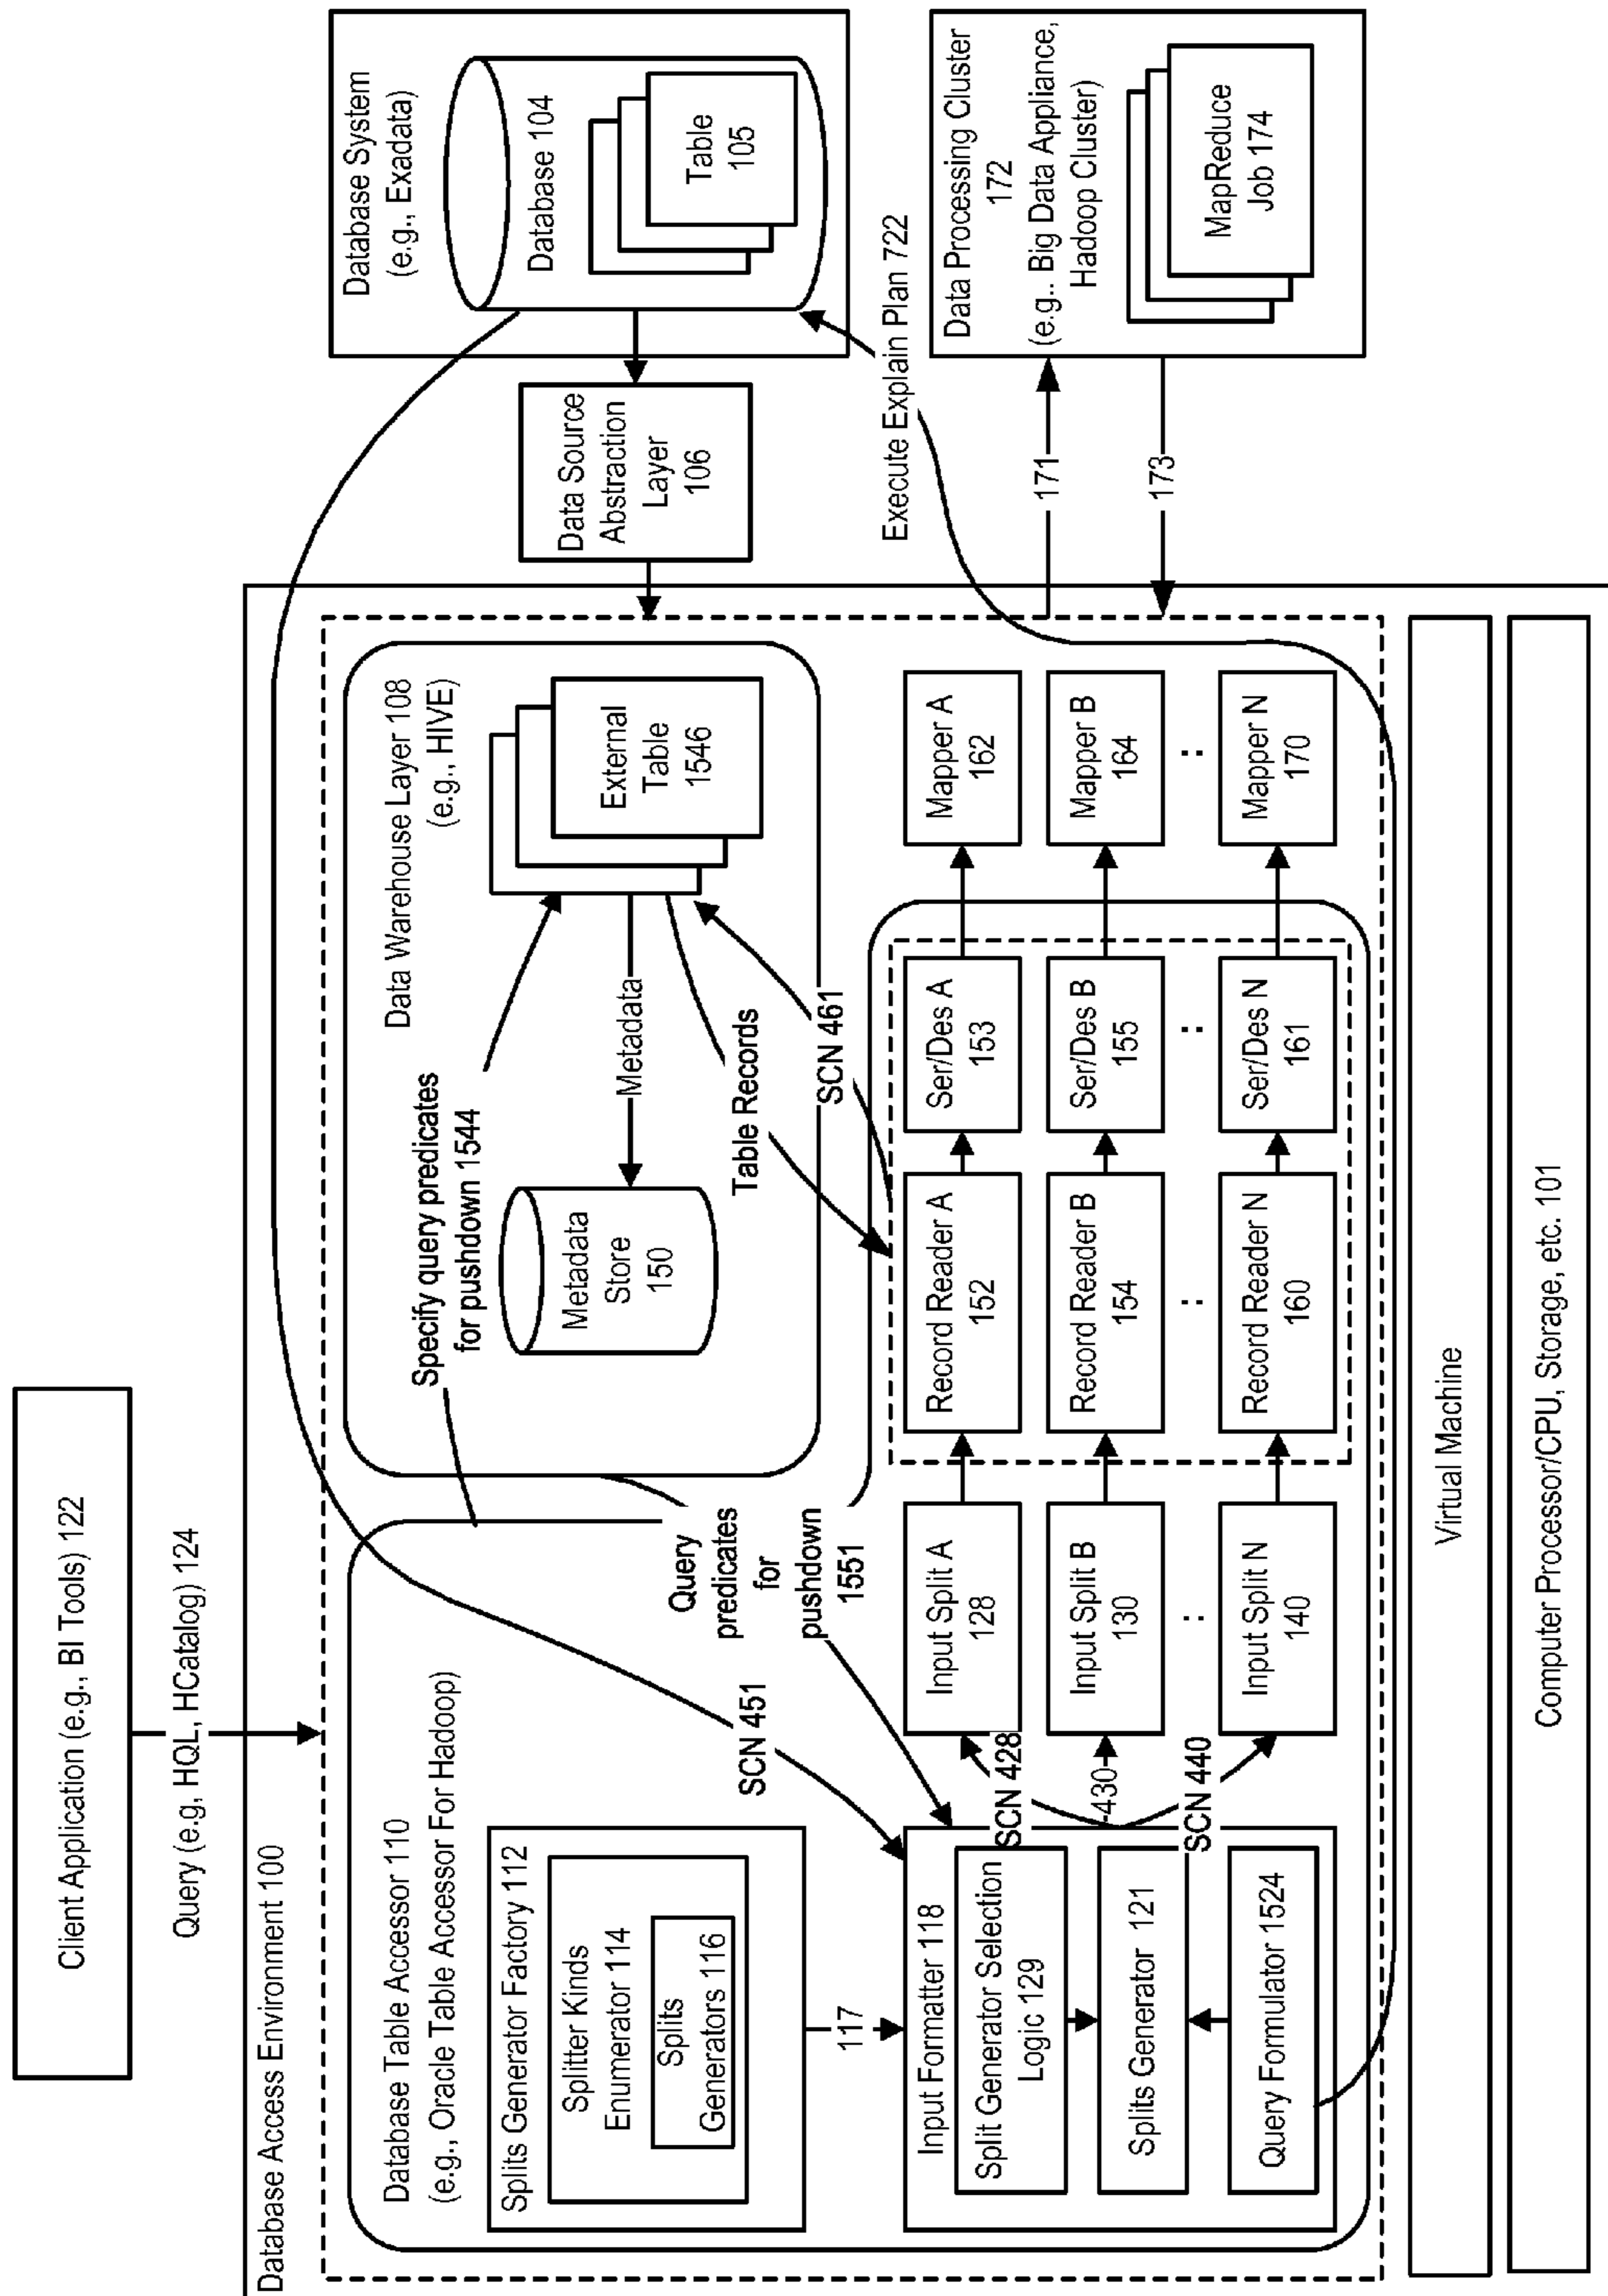 Client Application (e.g., BI Tools) 122
Query (e.g, HQL, HCatalog) 124
Database Access Environment 100
Database Table Accessor 110
(e.g., Oracle Table Accessor For Hadoop)
Splits Generator Factory 112
Splitter Kinds
Enumerator 114
Splits
Generators 116
117
Input Formatter 118
Split Generator Selection
Logic 129
Splits Generator 121
Query Formulator 1524
SCN 451
SCN 428
430
SCN 440
Query
predicates
for
pushdown
1551
Input Split A
128
Input Split B
130
:
Input Split N
140
Specify query predicates
for pushdown 1544
Data Warehouse Layer 108
(e.g., HIVE)
Metadata
Store
150
Metadata
External
Table
1546
Table Records
SCN 461
Record Reader A
152
Record Reader B
154
:
Record Reader N
160
Ser/Des A
153
Ser/Des B
155
:
Ser/Des N
161
Mapper A
162
Mapper B
164
:
Mapper N
170
Data Source
Abstraction
Layer
106
Database System
(e.g., Exadata)
Database 104
Table
105
Execute Explain Plan 722
171
173
Data Processing Cluster
172
(e.g.. Big Data Appliance,
Hadoop Cluster)
MapReduce
Job 174
Virtual Machine
Computer Processor/CPU, Storage, etc. 101